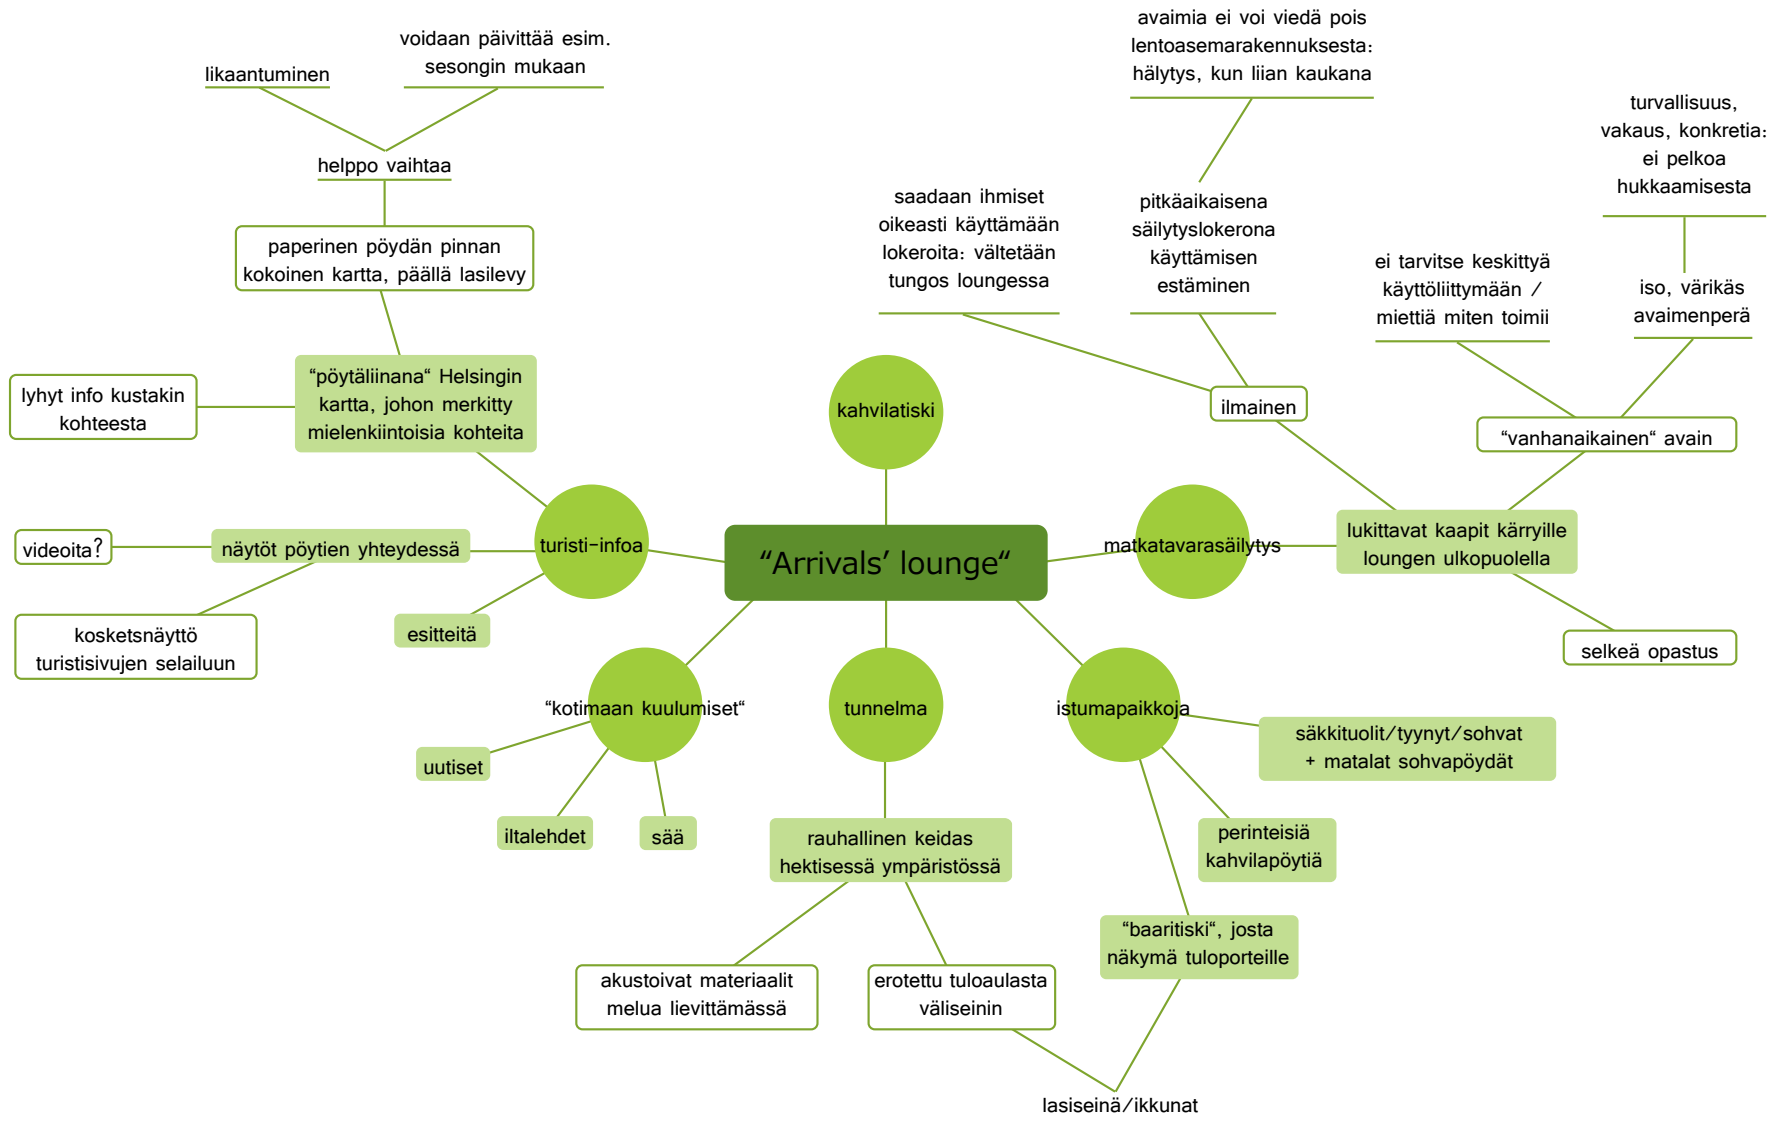 avaimia ei voi viedä pois
lentoasemarakennuksesta:
hälytys, kun liian kaukana
voidaan päivittää esim.
sesongin mukaan
likaantuminen
turvallisuus,
vakaus, konkretia:
ei pelkoa
hukkaamisesta
helppo vaihtaa
saadaan ihmiset
oikeasti käyttämään
lokeroita: vältetään
tungos loungessa
pitkäaikaisena
säilytyslokerona
käyttämisen
estäminen
paperinen pöydän pinnan
kokoinen kartta, päällä lasilevy
ei tarvitse keskittyä
käyttöliittymään /
miettiä miten toimii
iso, värikäs
avaimenperä
"pöytäliinana" Helsingin
kartta, johon merkitty
mielenkiintoisia kohteita
lyhyt info kustakin
kohteesta
kahvilatiski
ilmainen
"vanhanaikainen" avain
turisti-infoa
näytöt pöytien yhteydessä
videoita?
"Arrivals' lounge"
matkatavarasäilytys
lukittavat kaapit kärryille
loungen ulkopuolella
kosketsnäyttö
turistisivujen selailuun
esitteitä
selkeä opastus
"kotimaan kuulumiset"
tunnelma
istumapaikkoja
säkkituolit/tyynyt/sohvat
+ matalat sohvapöydät
uutiset
iltalehdet
sää
rauhallinen keidas
hektisessä ympäristössä
perinteisiä
kahvilapöytiä
"baaritiski", josta
näkymä tuloporteille
akustoivat materiaalit
melua lievittämässä
erotettu tuloaulasta
väliseinin
lasiseinä/ikkunat